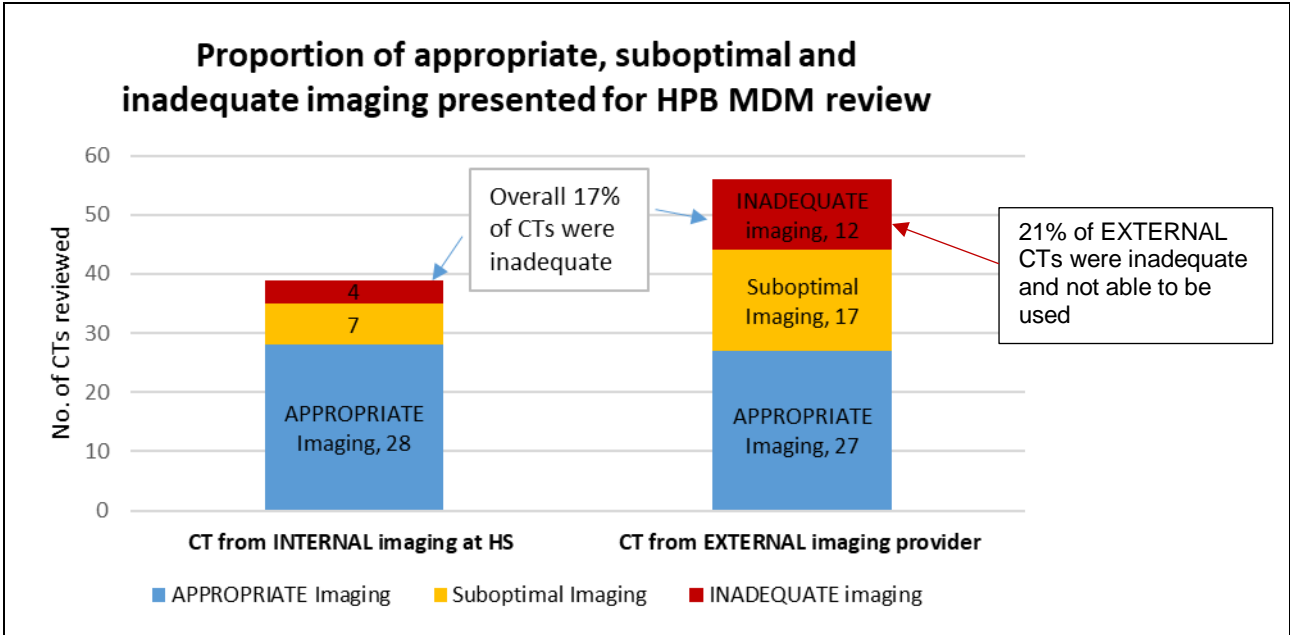 Proportion of appropriate, suboptimal and
inadequate imaging presented for HPB MDM review
No. of CTs reviewed
60
50
40
30
20
10
0
Overall 17%
of CTs were
inadequate
4
7
APPROPRIATE
Imaging, 28
INADEQUATE
imaging, 12
Suboptimal
Imaging, 17
APPROPRIATE
Imaging, 27
21% of EXTERNAL
CTs were inadequate
and not able to be
used
CT from INTERNAL imaging at HS
CT from EXTERNAL imaging provider
APPROPRIATE Imaging
Suboptimal Imaging
INADEQUATE imaging